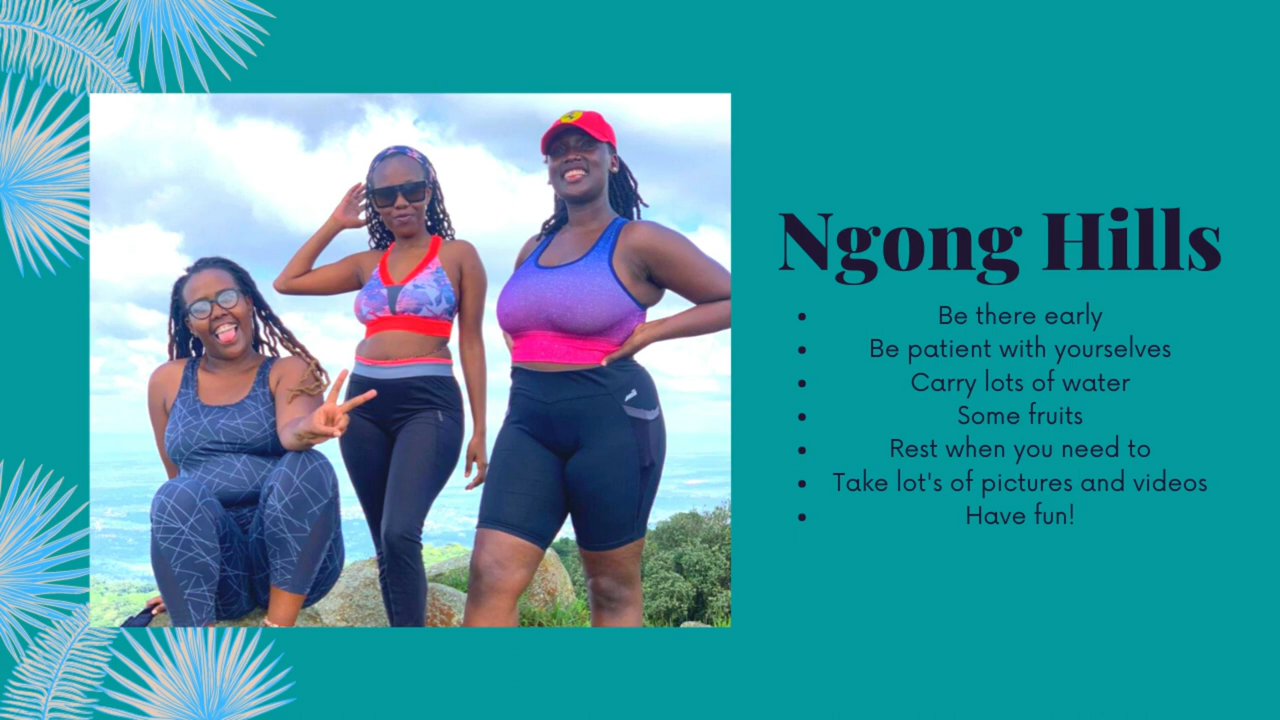 Ngong Hills
• Be there early
• Be patient with yourselves
• Carry lots of water
• Some fruits
• Rest when you need to
• Take lot's of pictures and videos
• Have fun!